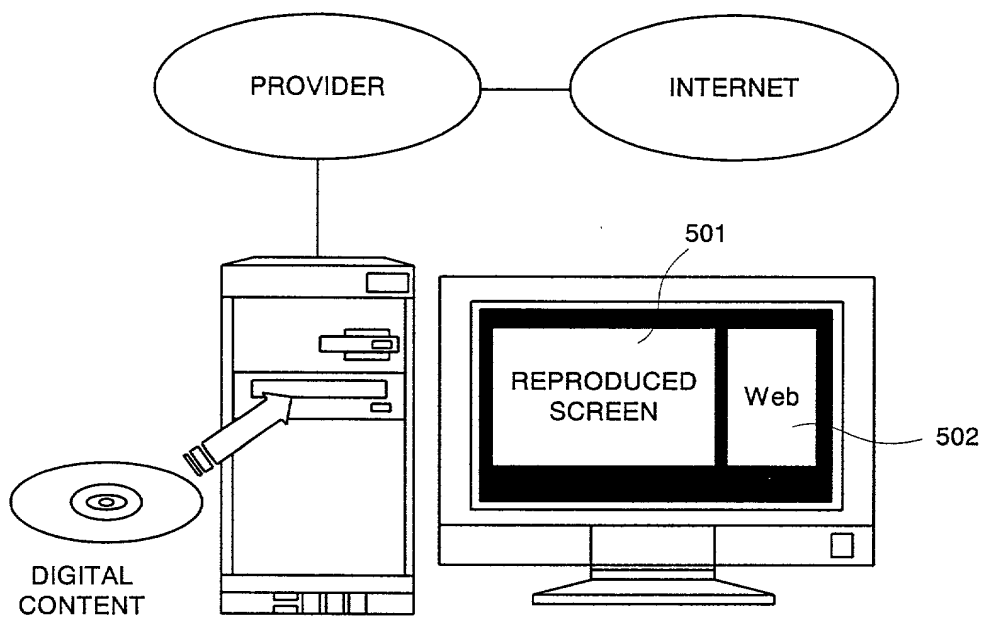 PROVIDER
INTERNET
501
REPRODUCED
SCREEN
Web
502
DIGITAL
CONTENT